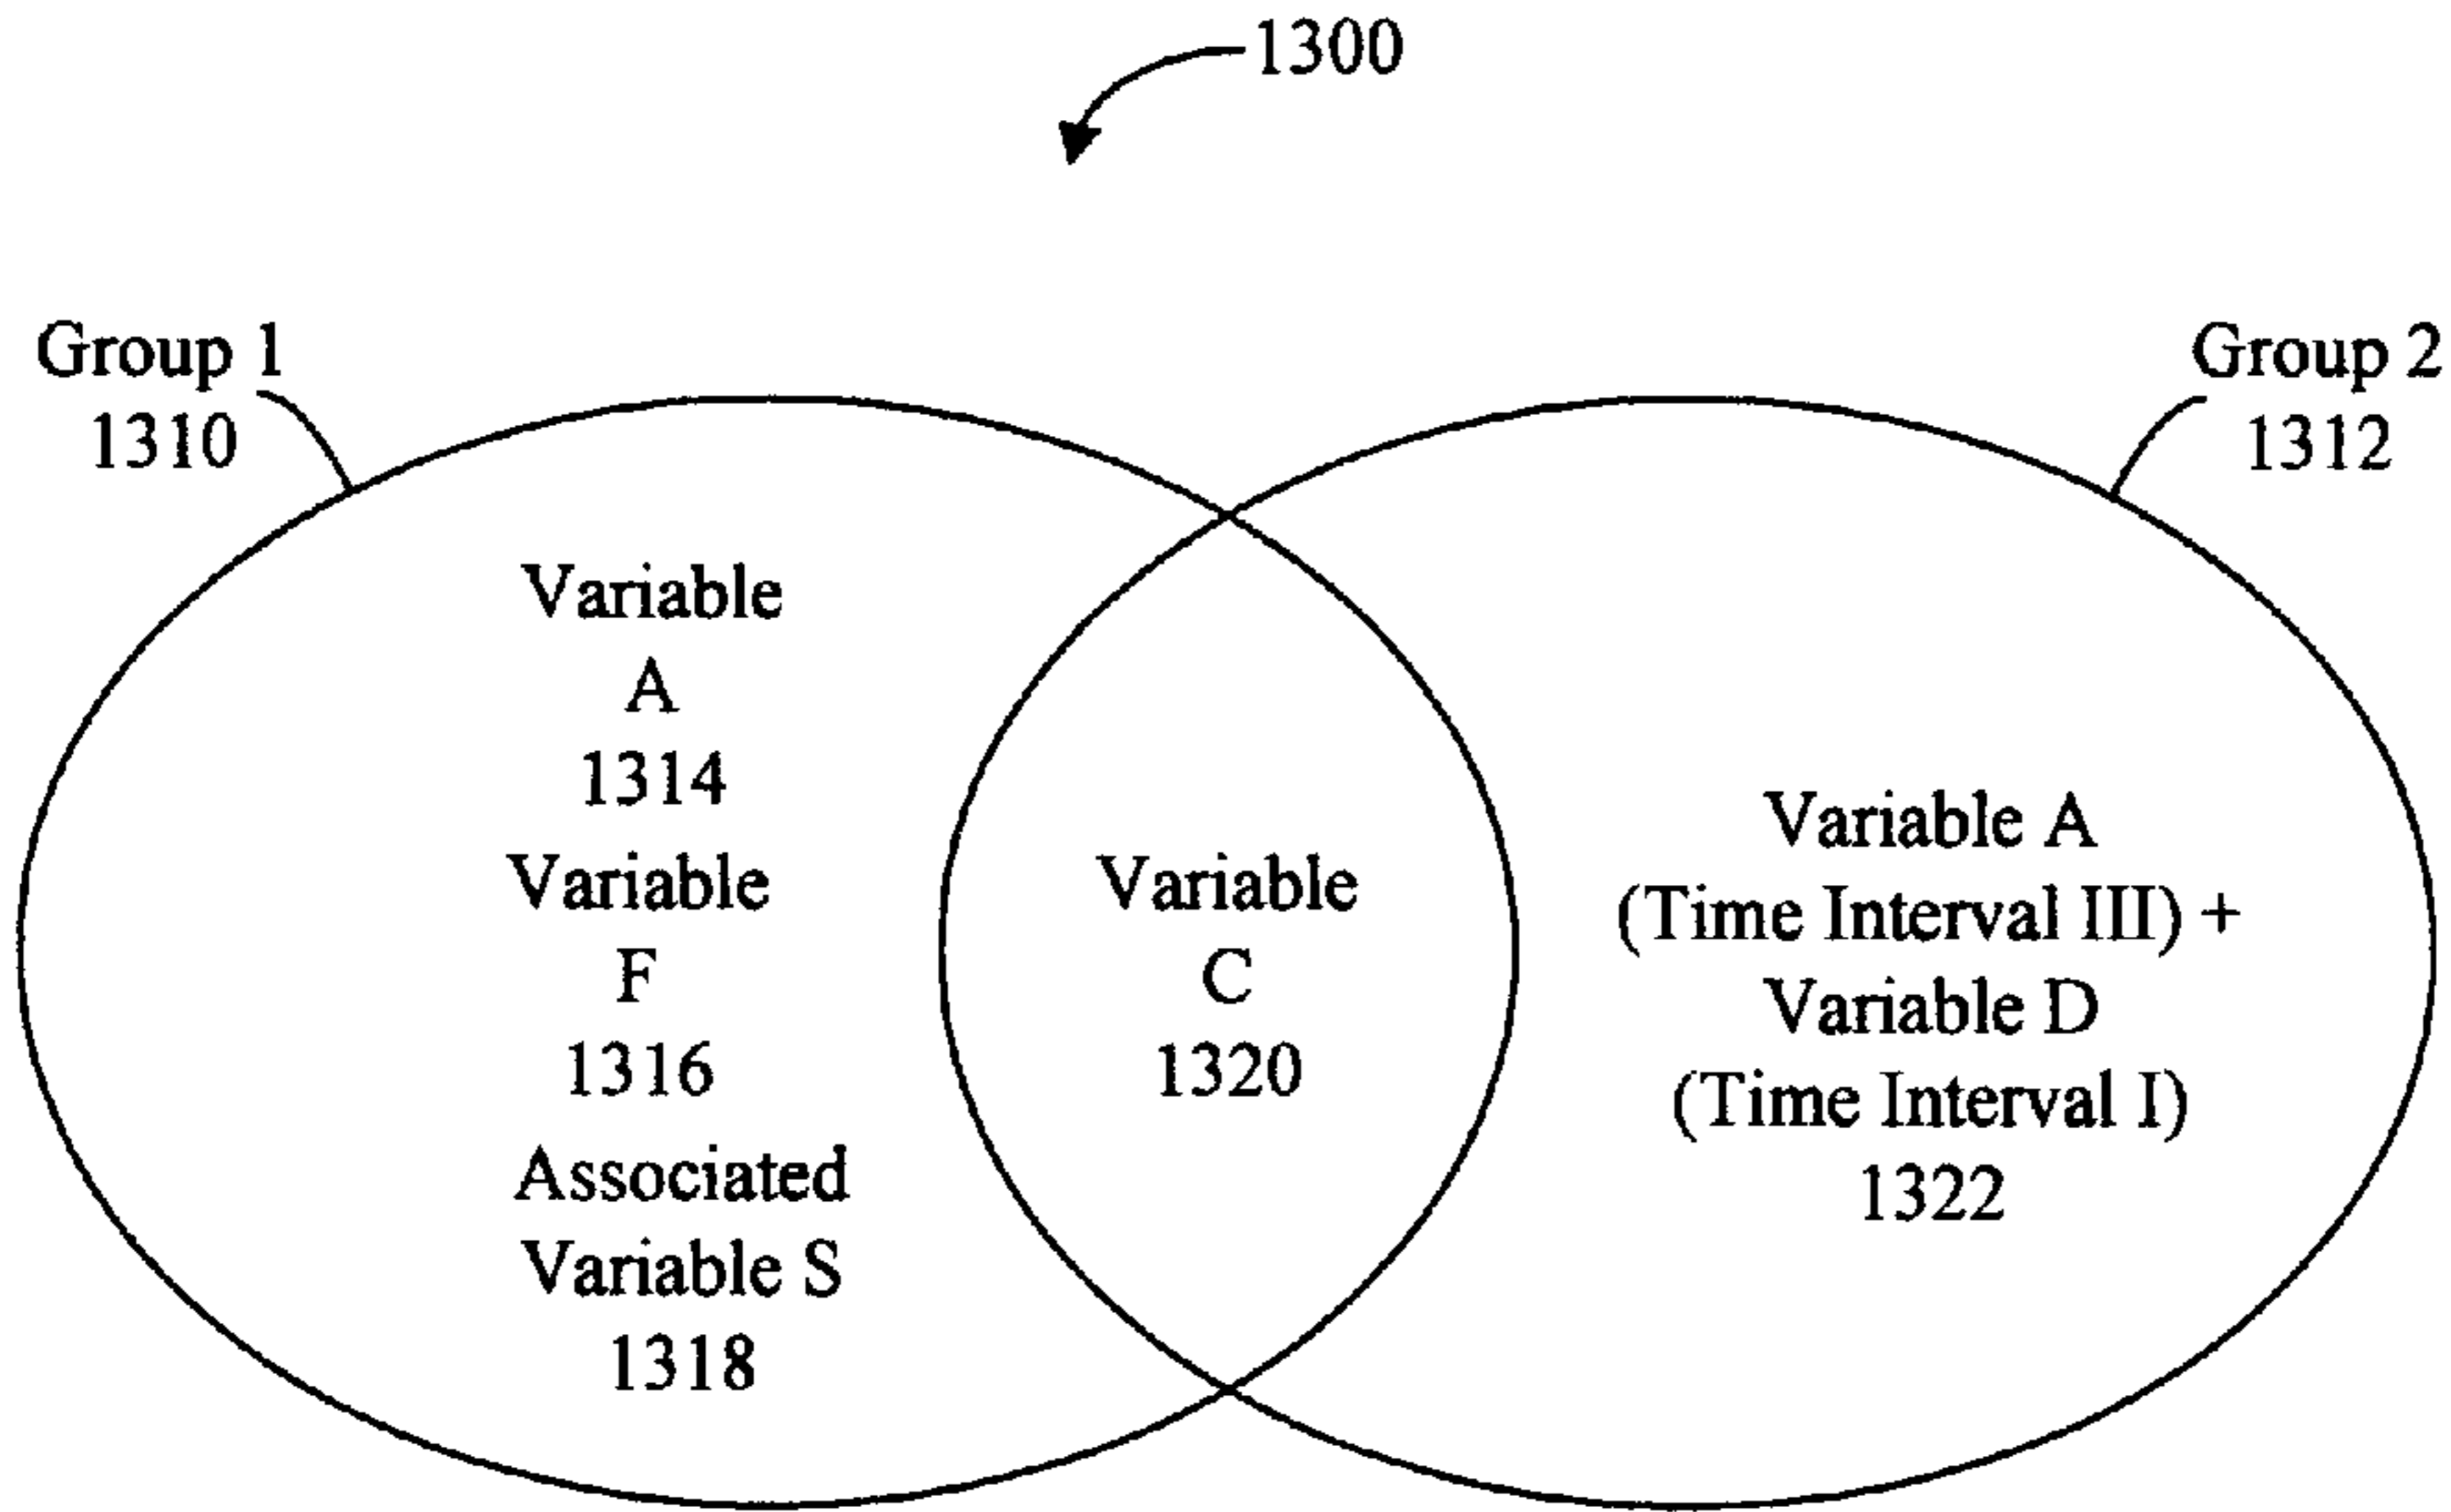 1300
Group 1
1310
Group 2
1312
Variable
A
1314
Variable
F
1316
Associated
Variable S
1318
Variable
C
1320
Variable A
(Time Interval III) +
Variable D
(Time Interval I)
1322